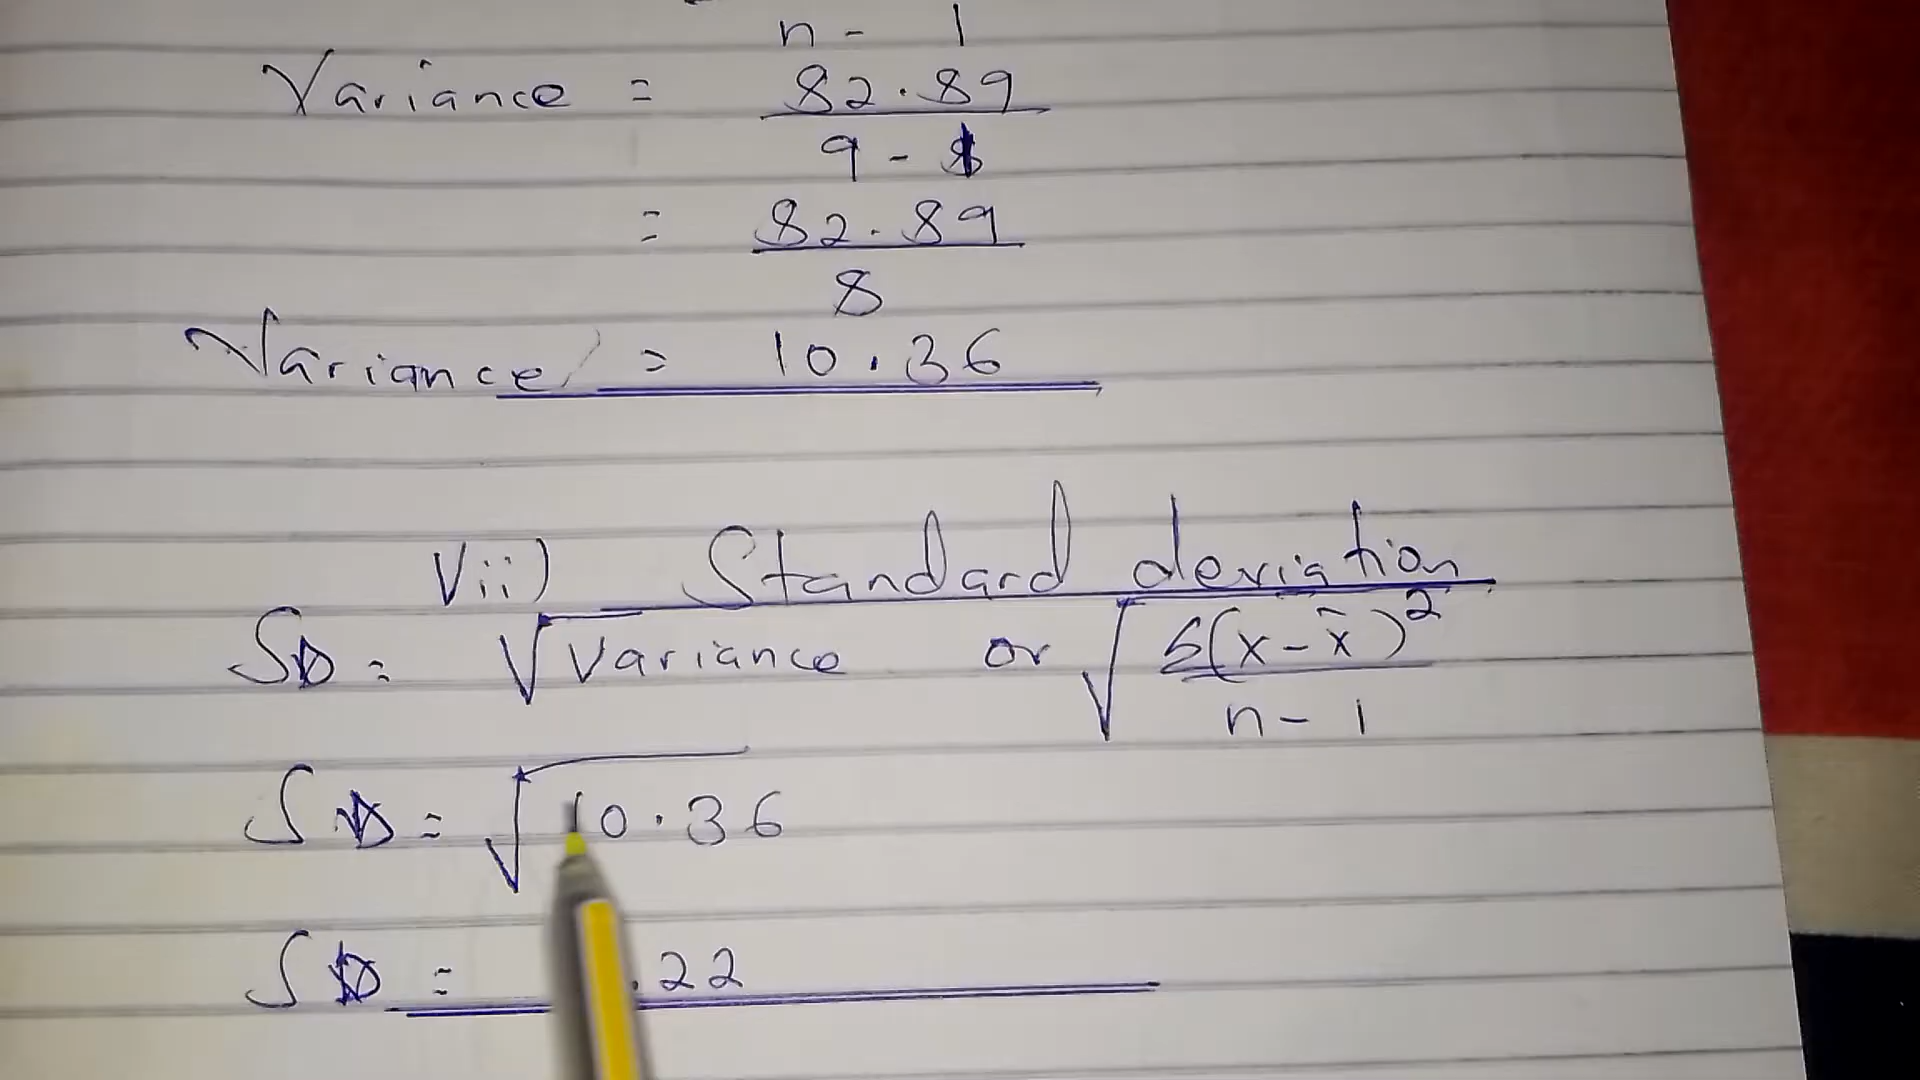 n - 1
Variance = 82.89
9 - 1
= 82.89
8
Variance = 10.36
Vii) Standard deviation
SD = √Variance or √Σ(x-x̄)²
n - 1
SD = √10.36
SD = .22